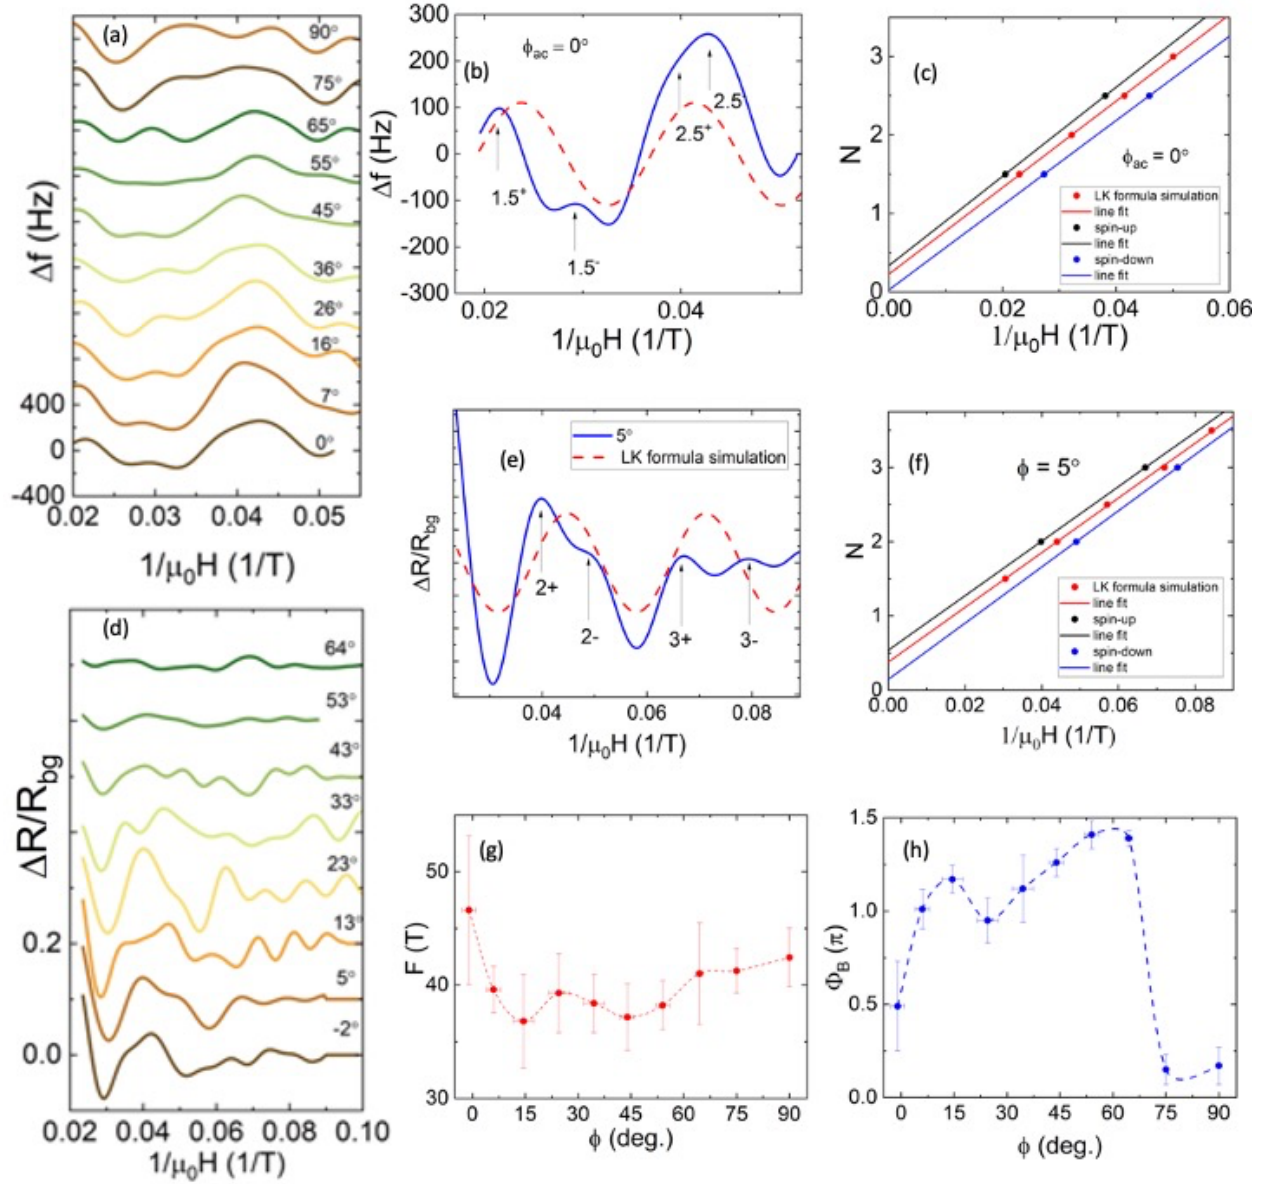 (a)
90°
75°
65°
55°
45°
36°
26°
16°
7°
0°
Δf (Hz)
400
0
-400
0.02 0.03 0.04 0.05
1/μ₀H (1/T)
(b)
ϕac = 0°
300
200
100
0
-100
-200
-300
Δf (Hz)
1.5⁺
1.5⁻
2.5⁺
2.5
0.02 0.04
1/μ₀H (1/T)
(c)
N
3
2
1
0
ϕac = 0°
LK formula simulation
line fit
spin-up
line fit
spin-down
line fit
0.00 0.02 0.04 0.06
1/μ₀H (1/T)
(d)
64°
53°
43°
33°
23°
13°
5°
-2°
ΔR/Rbg
0.2
0.0
0.02 0.04 0.06 0.08 0.10
1/μ₀H (1/T)
(e)
5°
LK formula simulation
ΔR/Rbg
2+
2-
3+
3-
0.04 0.06 0.08
1/μ₀H (1/T)
(f)
ϕ = 5°
N
3
2
1
0
LK formula simulation
line fit
spin-up
line fit
spin-down
line fit
0.00 0.02 0.04 0.06 0.08
1/μ₀H (1/T)
(g)
F (T)
50
40
30
0 15 30 45 60 75 90
ϕ (deg.)
(h)
ΦB (π)
1.5
1.0
0.5
0.0
0 15 30 45 60 75 90
ϕ (deg.)